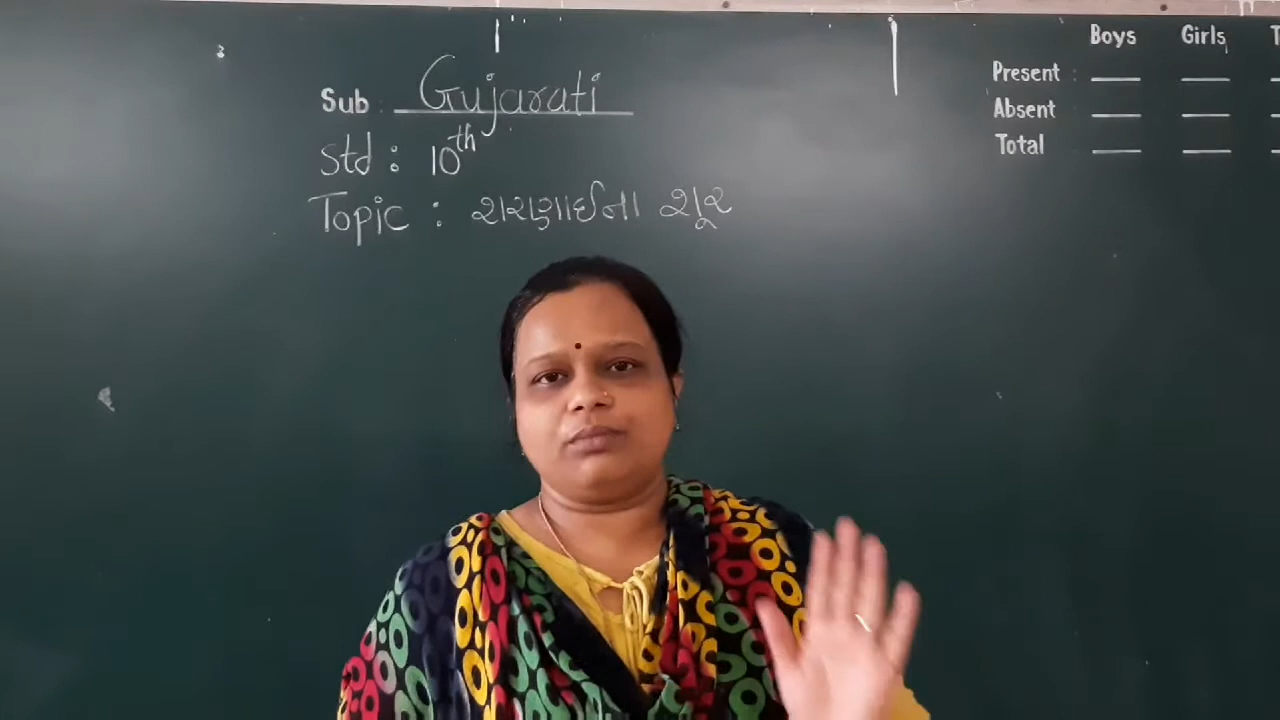 Sub : Gujarati
Std : 10th
Topic : શરણાઈના શૂર
Boys Girls
Present :
Absent
Total